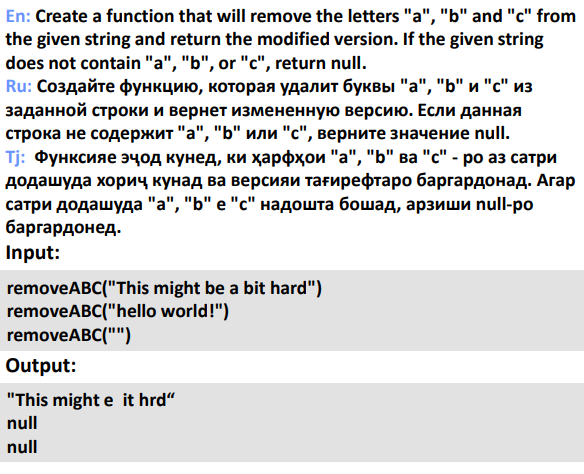 En: Create a function that will remove the letters "a", "b" and "c" from
the given string and return the modified version. If the given string
does not contain "a", "b", or "c", return null.
Ru: Создайте функцию, которая удалит буквы "a", "b" и "c" из
заданной строки и вернет измененную версию. Если данная
строка не содержит "a", "b" или "c", верните значение null.
Tj:  Функсияе эҷод кунед, ки ҳарфҳои "a", "b" ва "c" - ро аз сатри
додашуда хориҷ кунад ва версияи тағирефтаро баргардонад. Агар
сатри додашуда "a", "b" е "c" надошта бошад, арзиши null-ро
баргардонед.
Input:
removeABC("This might be a bit hard")
removeABC("hello world!")
removeABC("")
Output:
"This might e  it hrd“
null
null